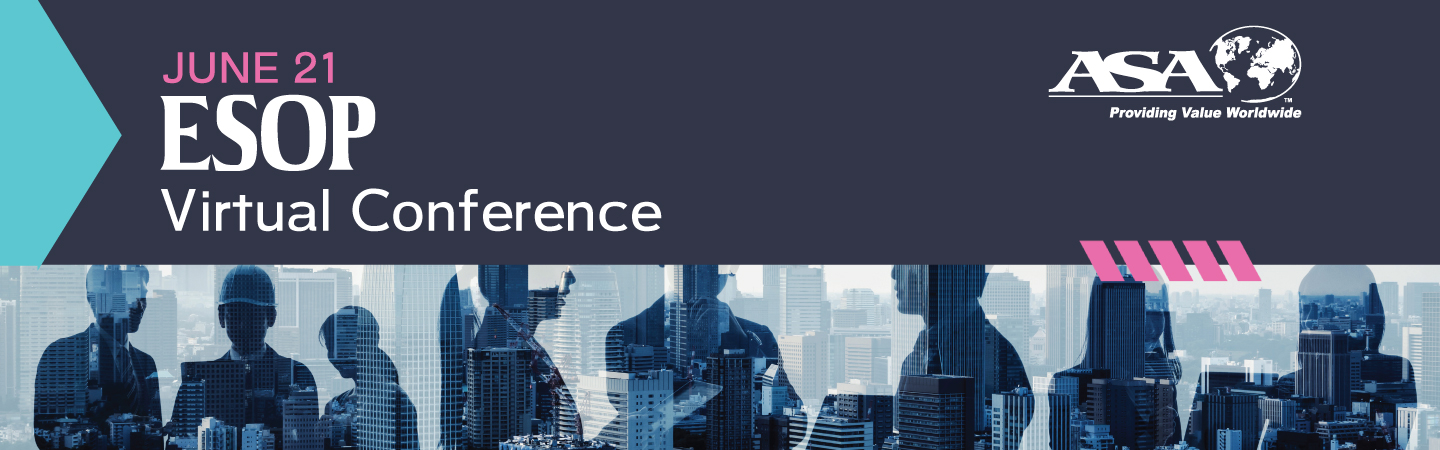 JUNE 21
ESOP
Virtual Conference
ASA
™
Providing Value Worldwide